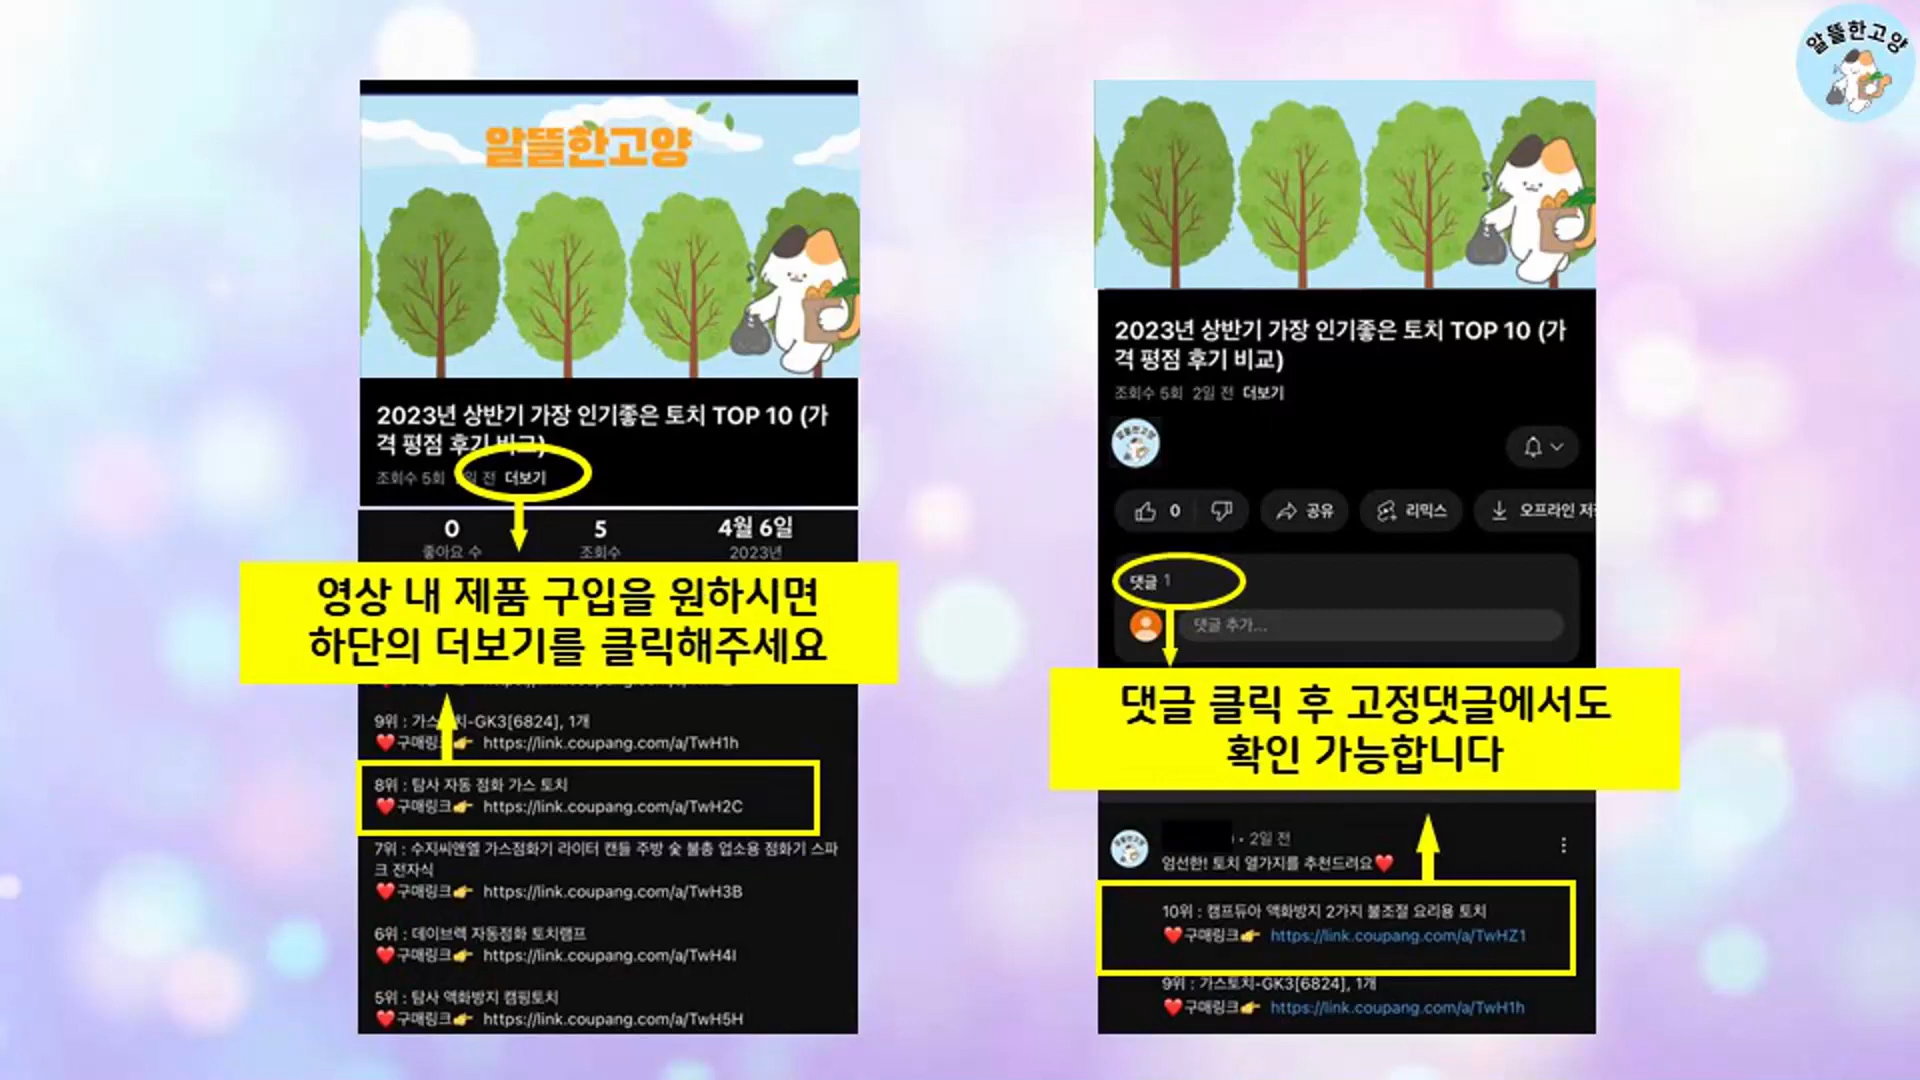 알뜰한고양
알뜰한고양
2023년 상반기 가장 인기좋은 토치 TOP 10 (가
격 평점 후기 비교)
조회수 5회 일 전 더보기
0 5 4월 6일
좋아요 수 조회수 2023년
영상 내 제품 구입을 원하시면
하단의 더보기를 클릭해주세요
9위 : 가스토치-GK3[6824], 1개
❤️구매링크👉 https://link.coupang.com/a/TwH1h
8위 : 탐사 자동 점화 가스 토치
❤️구매링크👉 https://link.coupang.com/a/TwH2C
7위 : 수지씨앤엘 가스점화기 라이터 캔들 주방 숯 불총 업소용 점화기 스파
크 전자식
❤️구매링크👉 https://link.coupang.com/a/TwH3B
6위 : 데이브렉 자동점화 토치램프
❤️구매링크👉 https://link.coupang.com/a/TwH4I
5위 : 탐사 액화방지 캠핑토치
❤️구매링크👉 https://link.coupang.com/a/TwH5H
2023년 상반기 가장 인기좋은 토치 TOP 10 (가
격 평점 후기 비교)
조회수 5회 2일 전 더보기
알뜰한고양
0 공유 리믹스 오프라인 저
댓글 1
댓글 추가...
댓글 클릭 후 고정댓글에서도
확인 가능합니다
알뜰한고양
• 2일 전
엄선한! 토치 열가지를 추천드려요❤️
10위 : 캠프듀아 액화방지 2가지 불조절 요리용 토치
❤️구매링크👉 https://link.coupang.com/a/TwHZ1
9위 : 가스토치-GK3[6824], 1개
❤️구매링크👉 https://link.coupang.com/a/TwH1h